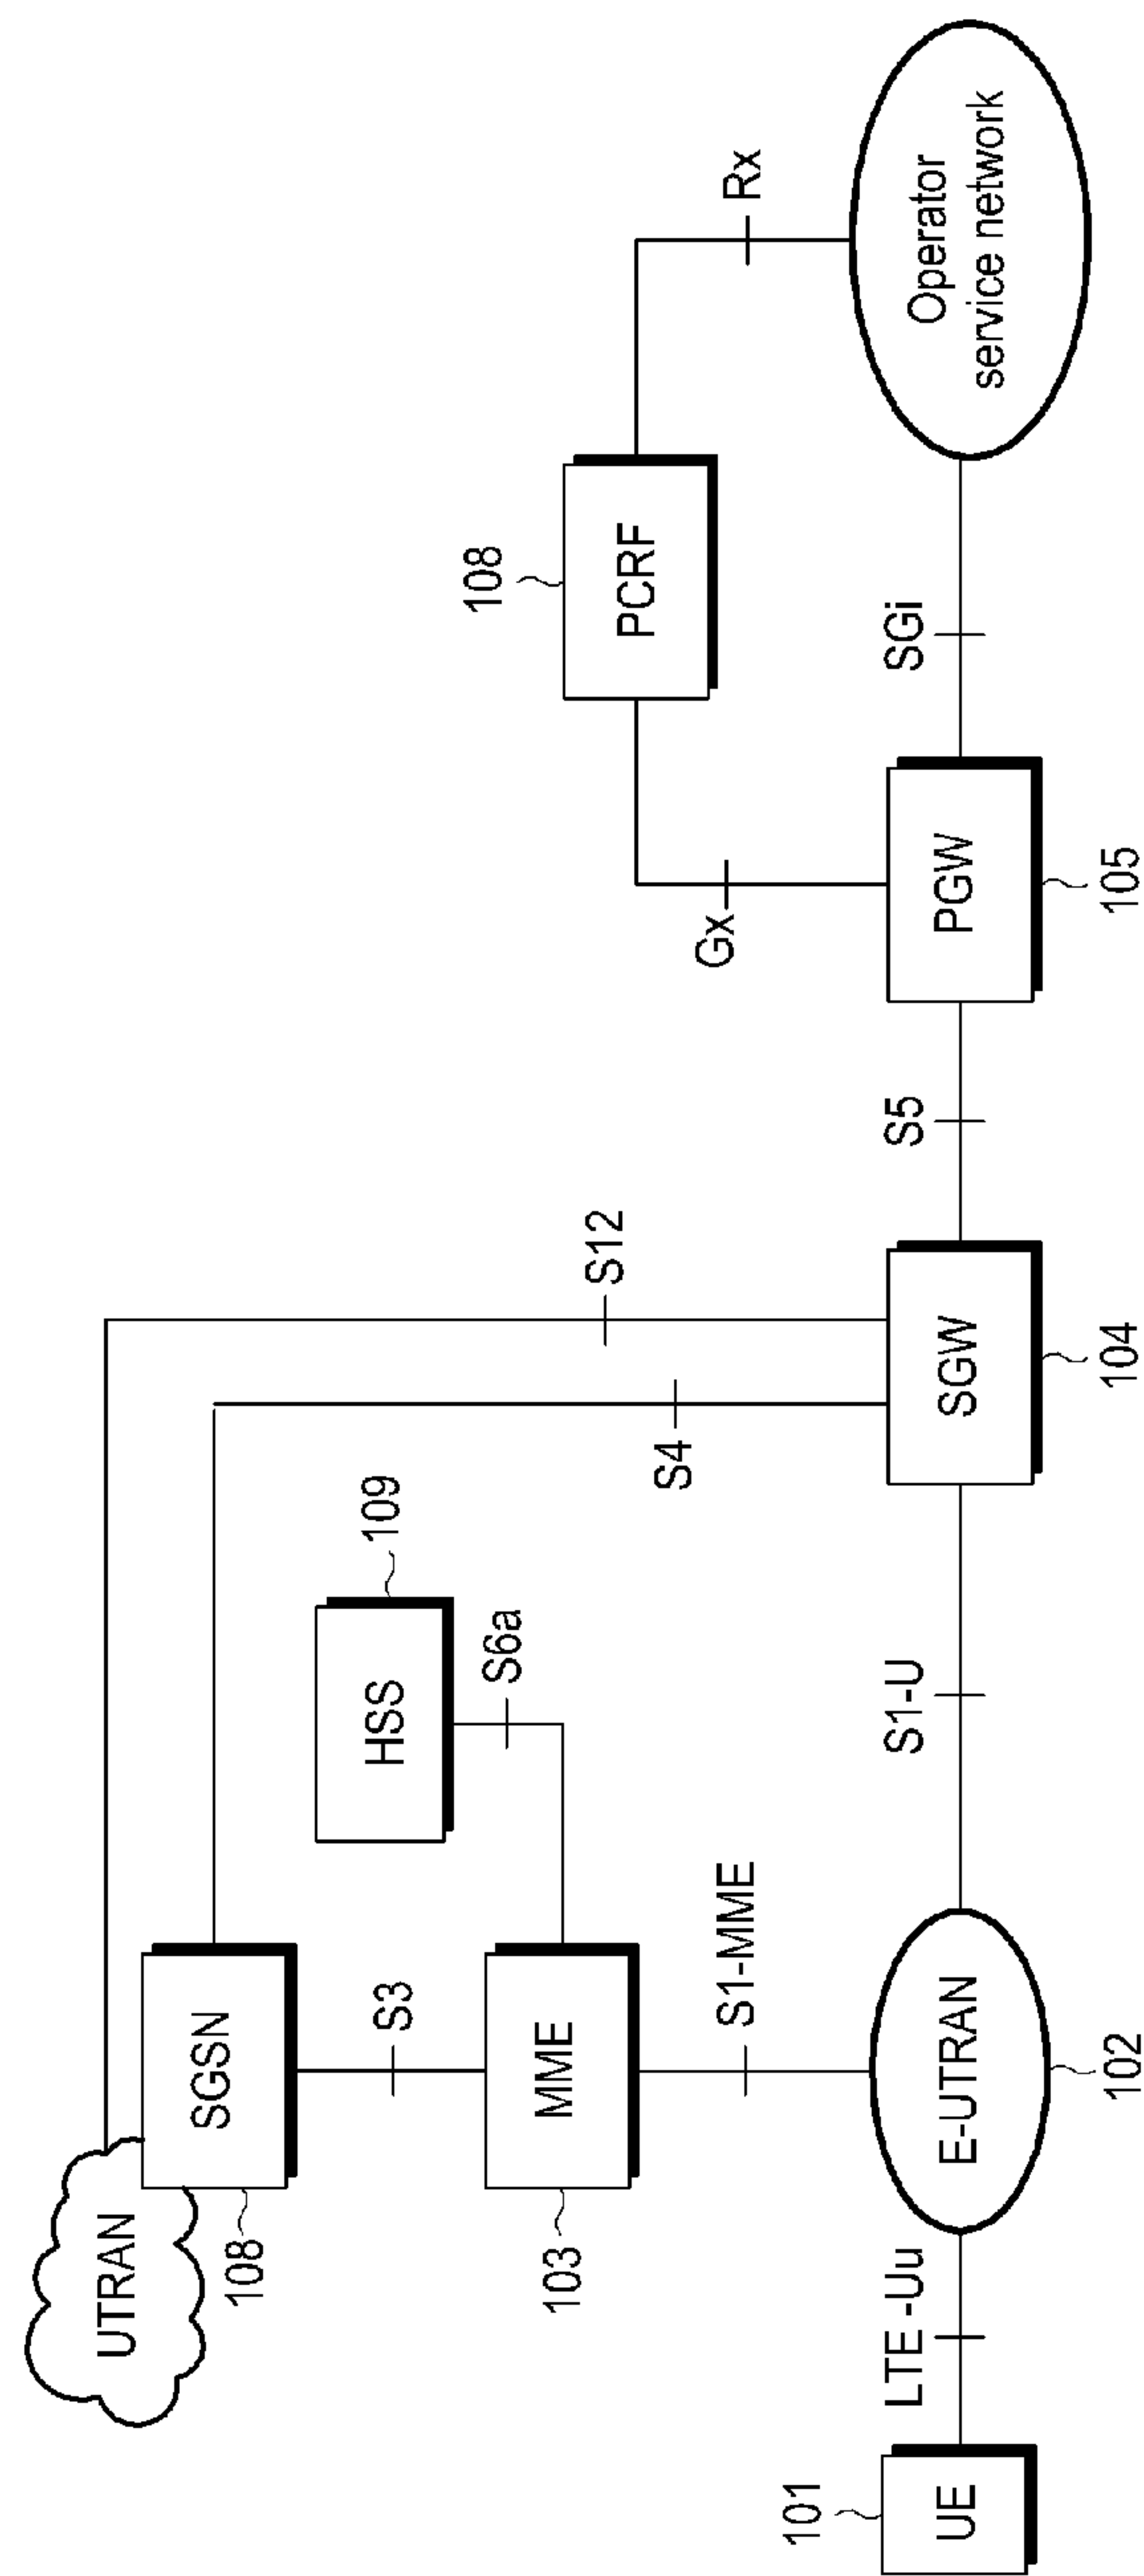 UTRAN
SGSN
108
S3
HSS
109
S6a
MME
103
S1-MME
S4
S12
PCRF
108
Gx
Rx
UE
101
LTE -Uu
E-UTRAN
102
S1-U
SGW
104
S5
PGW
105
SGi
Operator
service network